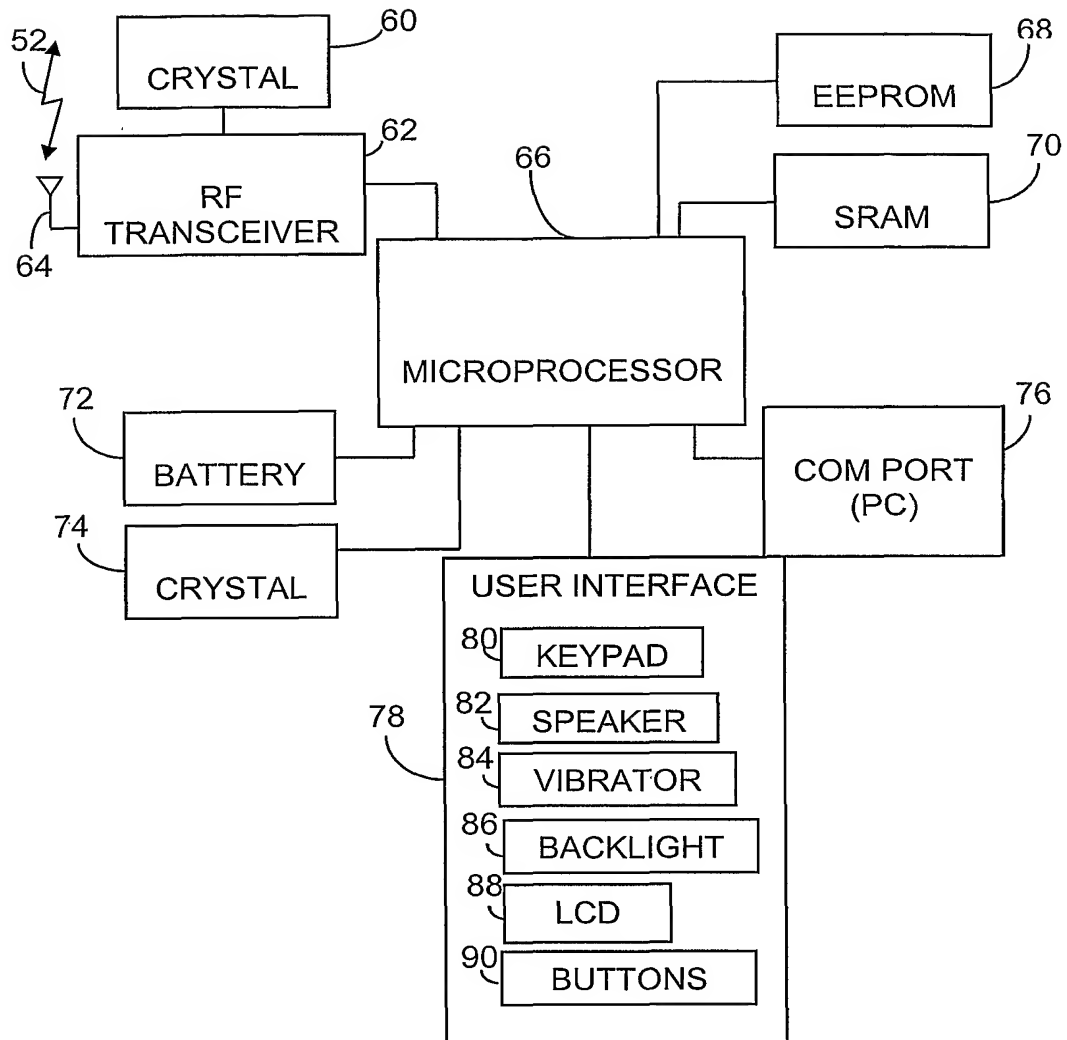 52
60
CRYSTAL
68
EEPROM
62
RF
TRANSCEIVER
64
66
MICROPROCESSOR
70
SRAM
72
BATTERY
74
CRYSTAL
76
COM PORT
(PC)
78
USER INTERFACE
80
KEYPAD
82
SPEAKER
84
VIBRATOR
86
BACKLIGHT
88
LCD
90
BUTTONS